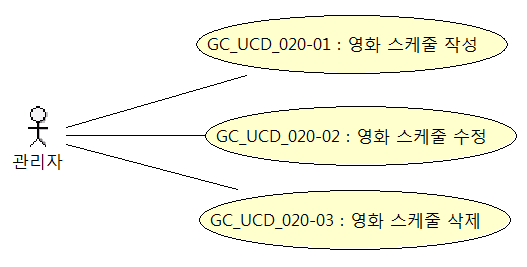 GC_UCD_020-01 : 영화 스케줄 작성
GC_UCD_020-02 : 영화 스케줄 수정
관리자
GC_UCD_020-03 : 영화 스케줄 삭제